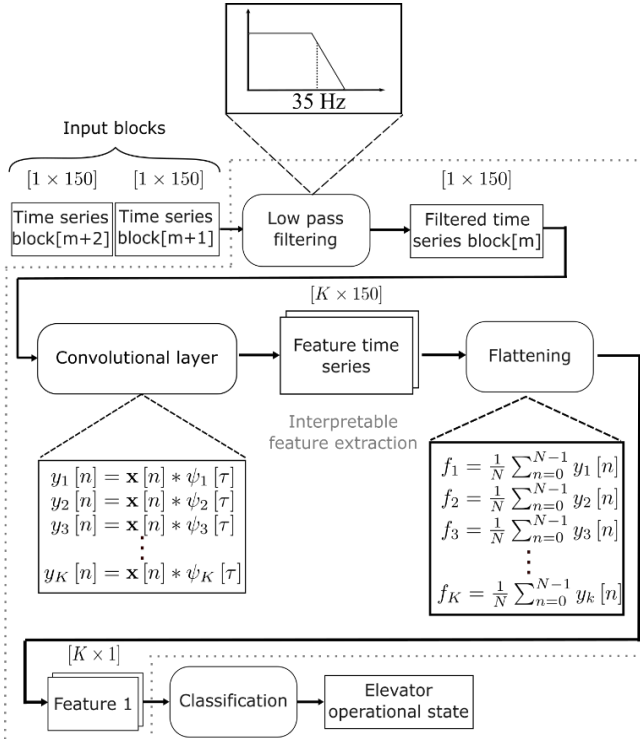 35 Hz
Input blocks
[1 × 150] [1 × 150] [1 × 150]
Time series block[m+2]
Time series block[m+1]
Low pass filtering
Filtered time series block[m]
[K × 150]
Convolutional layer
Feature time series
Flattening
Interpretable
feature extraction
y₁ [n] = x [n] * ψ₁ [τ]
y₂ [n] = x [n] * ψ₂ [τ]
y₃ [n] = x [n] * ψ₃ [τ]
⋮
y_K [n] = x [n] * ψ_K [τ]
f₁ = 1/N ∑_{n=0}^{N−1} y₁ [n]
f₂ = 1/N ∑_{n=0}^{N−1} y₂ [n]
f₃ = 1/N ∑_{n=0}^{N−1} y₃ [n]
⋮
f_K = 1/N ∑_{n=0}^{N−1} y_k [n]
[K × 1]
Feature 1
Classification
Elevator
operational state